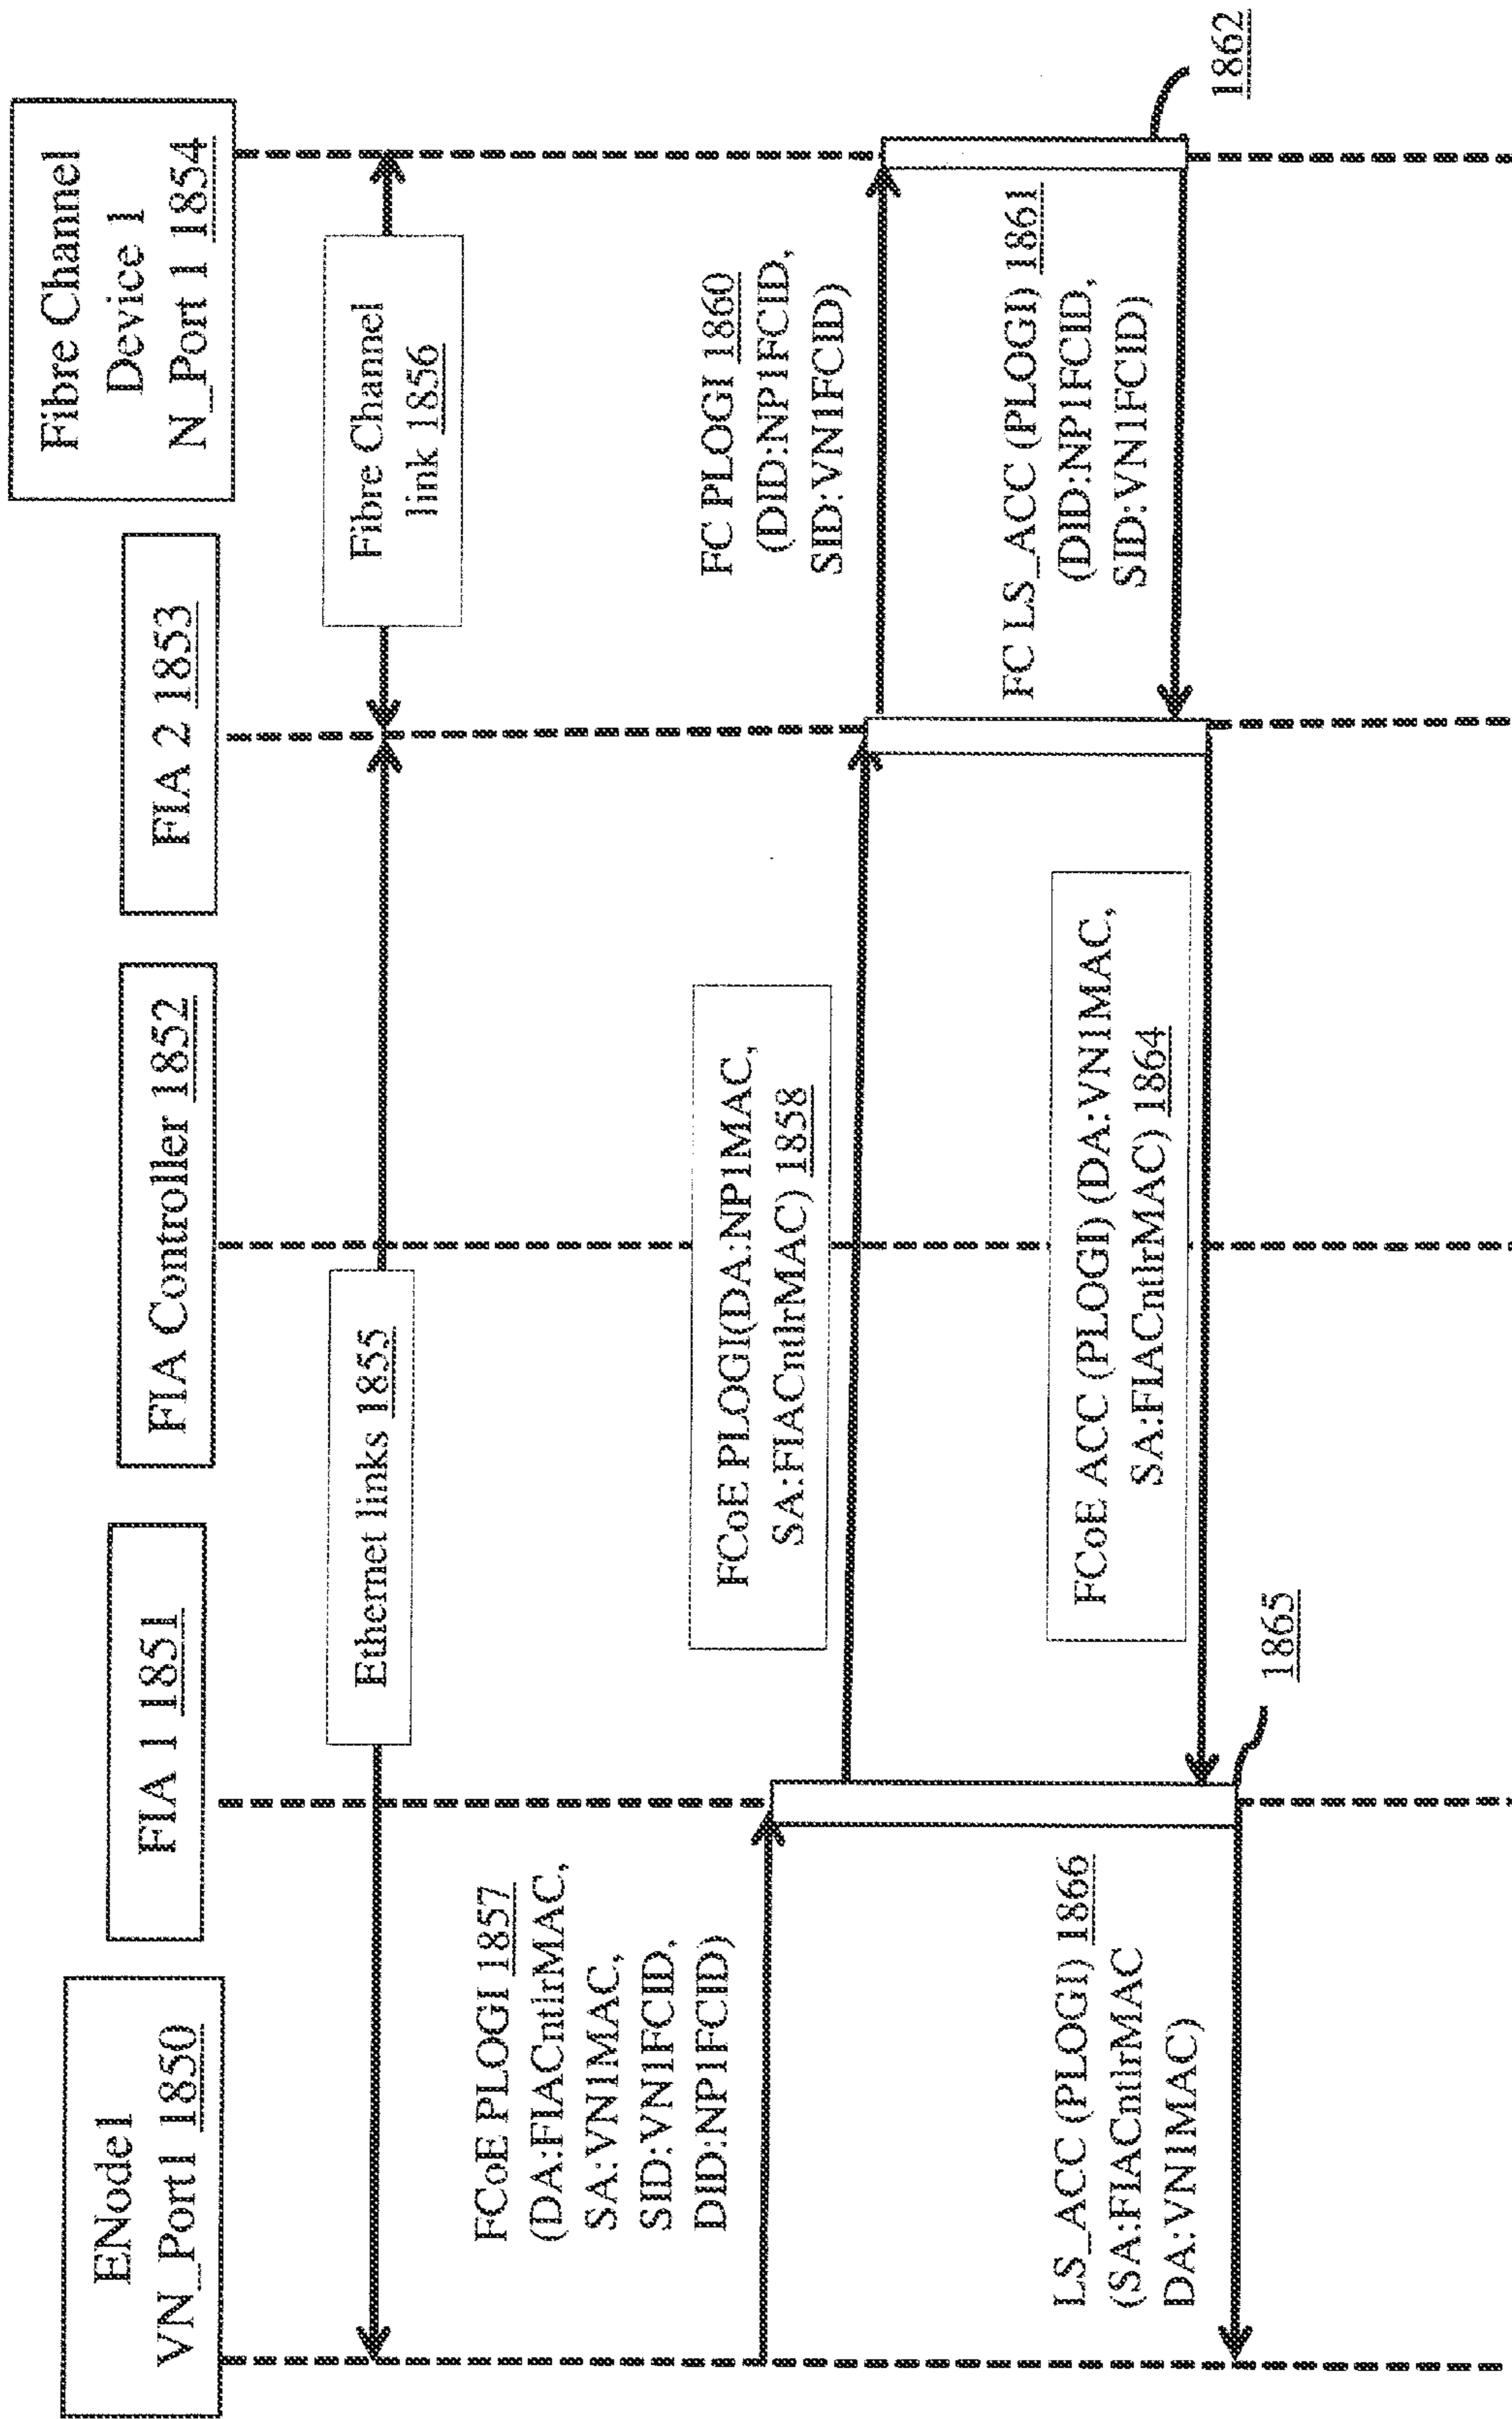 ENode1
VN_Port1 1850
FIA 1 1851
FIA Controller 1852
FIA 2 1853
Fibre Channel
Device 1
N_Port 1 1854
Ethernet links 1855
Fibre Channel
link 1856
FCoE PLOGI 1857
(DA:FIACntlrMAC,
SA:VN1MAC,
SID:VN1FCID,
DID:NP1FCID)
FCoE PLOGI(DA:NP1MAC,
SA:FIACntlrMAC) 1858
FC PLOGI 1860
(DID:NP1FCID,
SID:VN1FCID)
FC LS_ACC (PLOGI) 1861
(DID:NP1FCID,
SID:VN1FCID)
1862
FCoE ACC (PLOGI) (DA:VN1MAC,
SA:FIACntlrMAC) 1864
1865
LS_ACC (PLOGI) 1866
(SA:FIACntlrMAC
DA:VN1MAC)